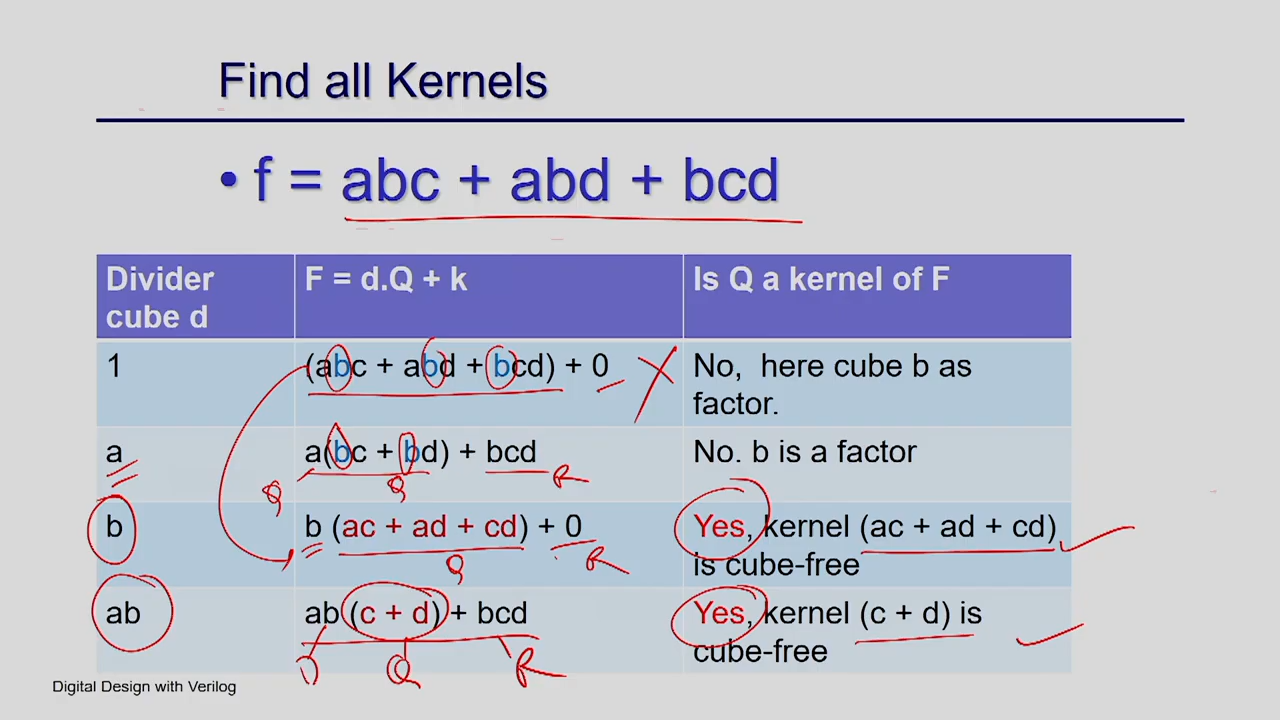 Find all Kernels
• f = abc + abd + bcd
Divider cube d
F = d.Q + k
Is Q a kernel of F
1
(abc + abd + bcd) + 0
No, here cube b as
factor.
a
a(bc + bd) + bcd
No. b is a factor
R
Q
Q
b
b (ac + ad + cd) + 0
Yes, kernel (ac + ad + cd)
is cube-free
Q
R
ab
ab (c + d) + bcd
Yes, kernel (c + d) is
cube-free
Q
R
Digital Design with Verilog